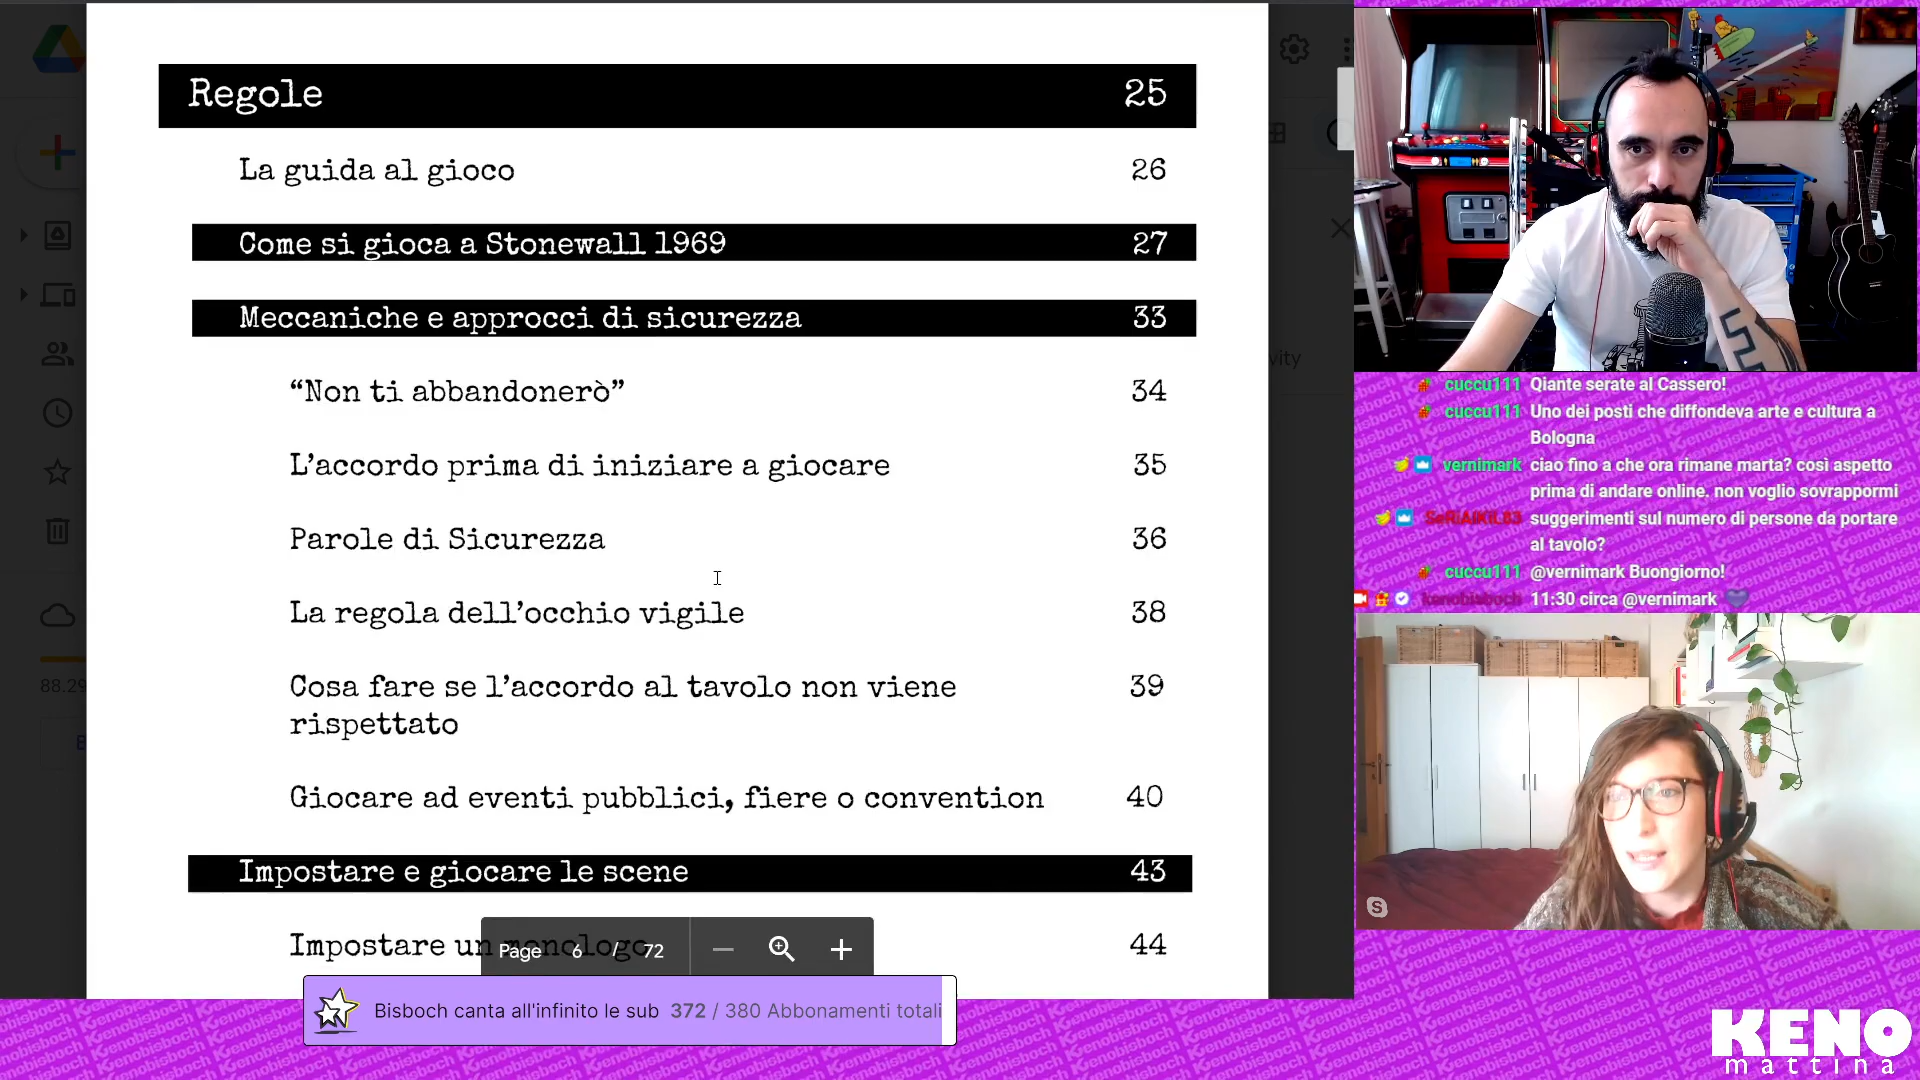 Regole 25
La guida al gioco 26
Come si gioca a Stonewall 1969 27
Meccaniche e approcci di sicurezza 33
“Non ti abbandonerò” 34
L’accordo prima di iniziare a giocare 35
Parole di Sicurezza 36
La regola dell’occhio vigile 38
Cosa fare se l’accordo al tavolo non viene 39
rispettato
Giocare ad eventi pubblici, fiere o convention 40
Impostare e giocare le scene 43
Impostare un monologo 44
Page 6 / 72
Bisboch canta all'infinito le sub 372 / 380 Abbonamenti totali
88.29
vity
cuccu111 Qiante serate al Cassero!
cuccu111 Uno dei posti che diffondeva arte e cultura a
Bologna
vernimark ciao fino a che ora rimane marta? così aspetto
prima di andare online. non voglio sovrappormi
SeRiAlKiL83 suggerimenti sul numero di persone da portare
al tavolo?
cuccu111 @vernimark Buongiorno!
kenobisboch 11:30 circa @vernimark
KENO
mattina